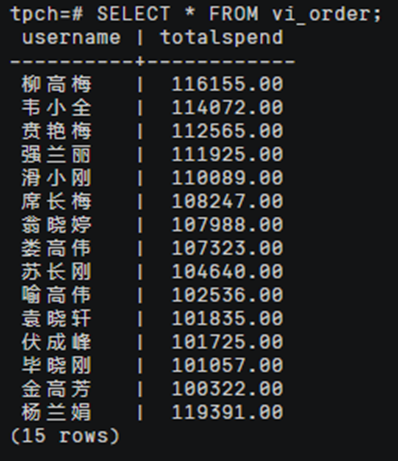 tpch=# SELECT * FROM vi_order;
 username | totalspend
----------+------------
 柳高梅   |  116155.00
 韦小全   |  114072.00
 贲艳梅   |  112565.00
 强兰丽   |  111925.00
 滑小刚   |  110089.00
 席长梅   |  108247.00
 翁晓婷   |  107988.00
 娄高伟   |  107323.00
 苏长刚   |  104640.00
 喻高伟   |  102536.00
 袁晓轩   |  101835.00
 伏成峰   |  101725.00
 毕晓刚   |  101057.00
 金高芳   |  100322.00
 杨兰娟   |  119391.00
(15 rows)